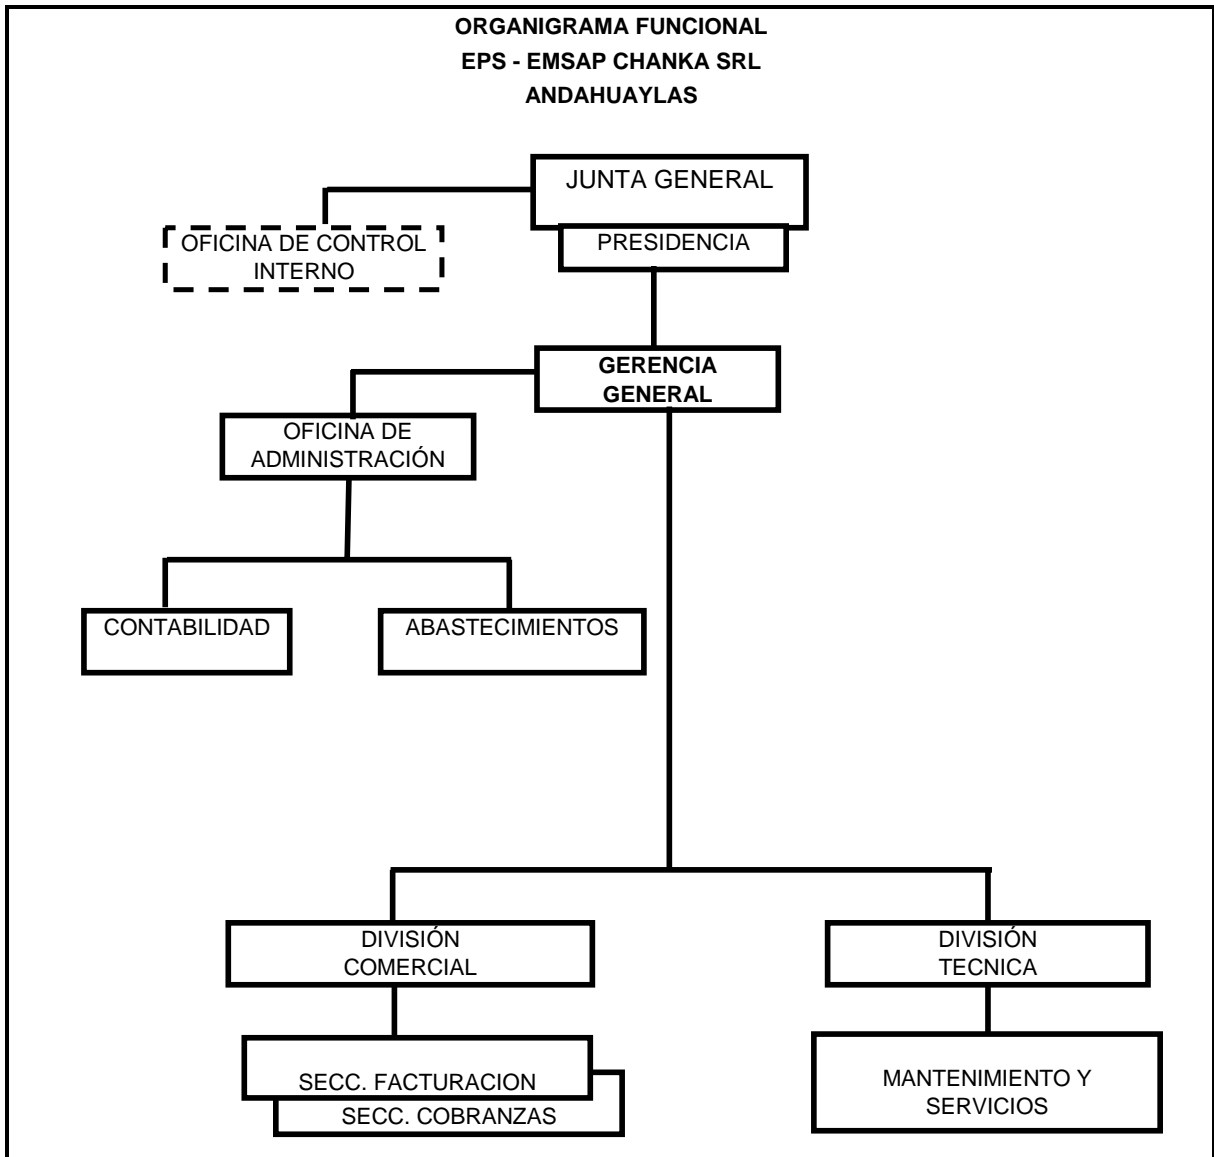 ORGANIGRAMA FUNCIONAL
EPS - EMSAP CHANKA SRL
ANDAHUAYLAS
JUNTA GENERAL
PRESIDENCIA
OFICINA DE CONTROL
INTERNO
GERENCIA
GENERAL
OFICINA DE
ADMINISTRACIÓN
CONTABILIDAD
ABASTECIMIENTOS
DIVISIÓN
COMERCIAL
DIVISIÓN
TECNICA
SECC. FACTURACION
SECC. COBRANZAS
MANTENIMIENTO Y
SERVICIOS